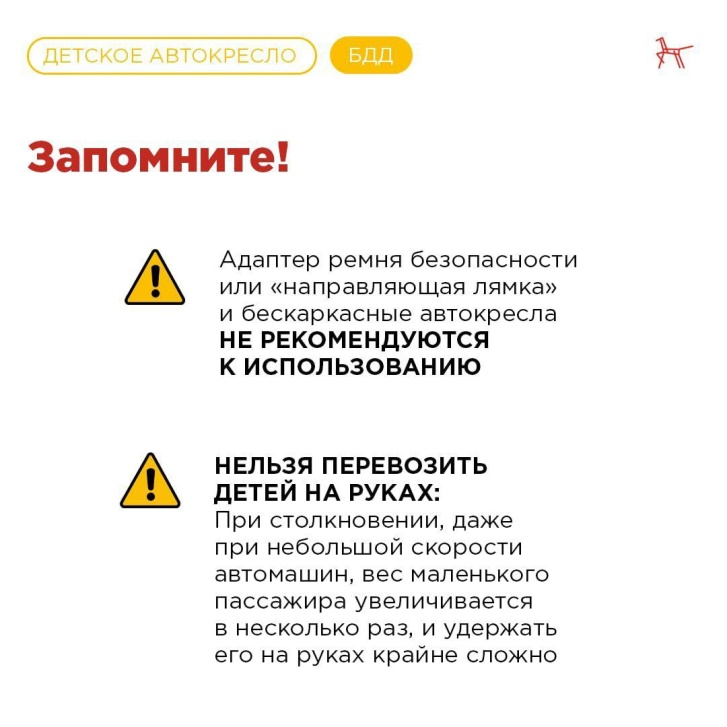 ДЕТСКОЕ АВТОКРЕСЛО БДД
Запомните!
Адаптер ремня безопасности
или «направляющая лямка»
и бескаркасные автокресла
НЕ РЕКОМЕНДУЮТСЯ
К ИСПОЛЬЗОВАНИЮ
НЕЛЬЗЯ ПЕРЕВОЗИТЬ
ДЕТЕЙ НА РУКАХ:
При столкновении, даже
при небольшой скорости
автомашин, вес маленького
пассажира увеличивается
в несколько раз, и удержать
его на руках крайне сложно